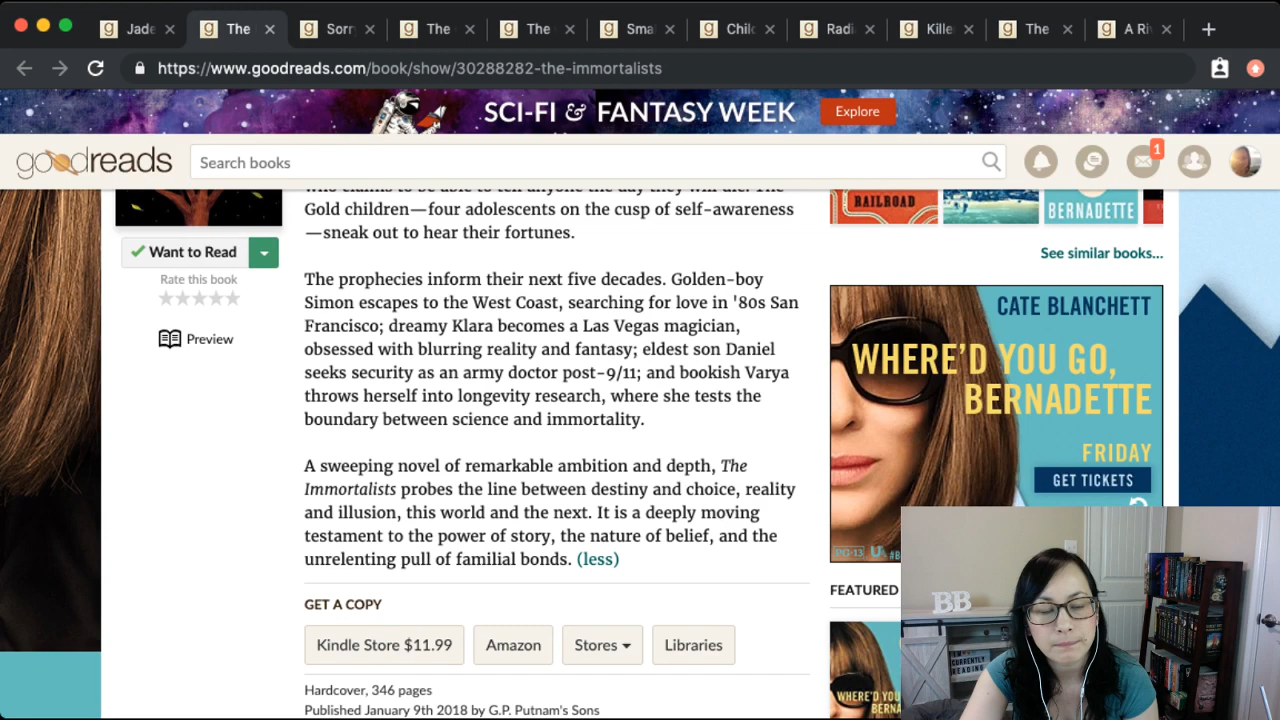 Jade
The
Sorry
The
The
Sma
Chilc
Radi
Kille
The
A Riv
https://www.goodreads.com/book/show/30288282-the-immortalists
SCI-FI & FANTASY WEEK
Explore
goodreads
Search books
1
who claims to be able to tell anyone the day they will die. The
Gold children—four adolescents on the cusp of self-awareness
—sneak out to hear their fortunes.
Want to Read
Rate this book
Preview
The prophecies inform their next five decades. Golden-boy
Simon escapes to the West Coast, searching for love in '80s San
Francisco; dreamy Klara becomes a Las Vegas magician,
obsessed with blurring reality and fantasy; eldest son Daniel
seeks security as an army doctor post-9/11; and bookish Varya
throws herself into longevity research, where she tests the
boundary between science and immortality.
A sweeping novel of remarkable ambition and depth, The
Immortalists probes the line between destiny and choice, reality
and illusion, this world and the next. It is a deeply moving
testament to the power of story, the nature of belief, and the
unrelenting pull of familial bonds. (less)
GET A COPY
Kindle Store $11.99
Amazon
Stores
Libraries
Hardcover, 346 pages
Published January 9th 2018 by G.P. Putnam's Sons
RAILROAD
BERNADETTE
See similar books...
CATE BLANCHETT
WHERE'D YOU GO,
BERNADETTE
FRIDAY
GET TICKETS
PG-13
#B
FEATURED
WHERE'D YOU
BERNA
BB
CURRENTLY
READING